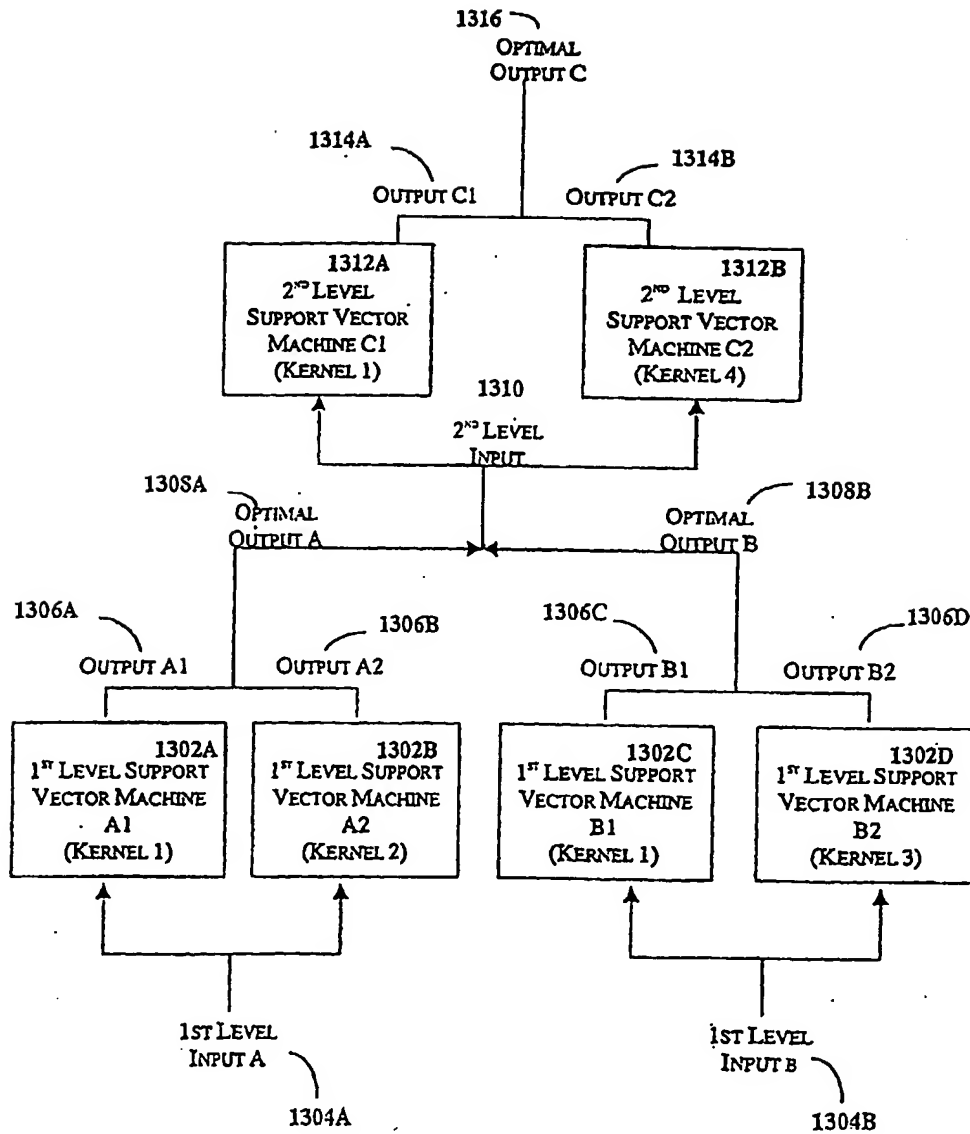 1316
OPTIMAL
OUTPUT C
1314A
1314B
OUTPUT C1
OUTPUT C2
1312A
2ND LEVEL
SUPPORT VECTOR
MACHINE C1
(KERNEL 1)
1312B
2ND LEVEL
SUPPORT VECTOR
MACHINE C2
(KERNEL 4)
1310
2ND LEVEL
INPUT
1308A
OPTIMAL
OUTPUT A
1308B
OPTIMAL
OUTPUT B
1306A
1306B
1306C
1306D
OUTPUT A1
OUTPUT A2
OUTPUT B1
OUTPUT B2
1302A
1ST LEVEL SUPPORT
VECTOR MACHINE
A1
(KERNEL 1)
1302B
1ST LEVEL SUPPORT
VECTOR MACHINE
A2
(KERNEL 2)
1302C
1ST LEVEL SUPPORT
VECTOR MACHINE
B1
(KERNEL 1)
1302D
1ST LEVEL SUPPORT
VECTOR MACHINE
B2
(KERNEL 3)
1ST LEVEL
INPUT A
1304A
1ST LEVEL
INPUT B
1304B